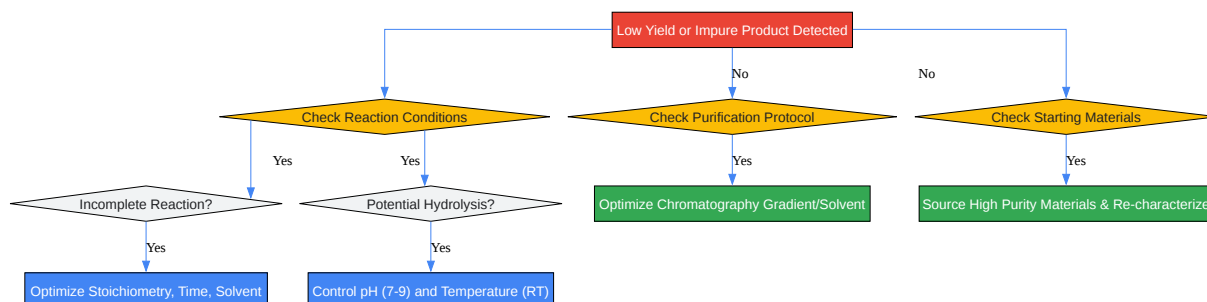 Low Yield or Impure Product Detected
No
No
Check Reaction Conditions
Check Purification Protocol
Check Starting Materials
Yes
Yes
Yes
Yes
Incomplete Reaction?
Potential Hydrolysis?
Optimize Chromatography Gradient/Solvent
Source High Purity Materials & Re-characterize
Yes
Yes
Optimize Stoichiometry, Time, Solvent
Control pH (7-9) and Temperature (RT)